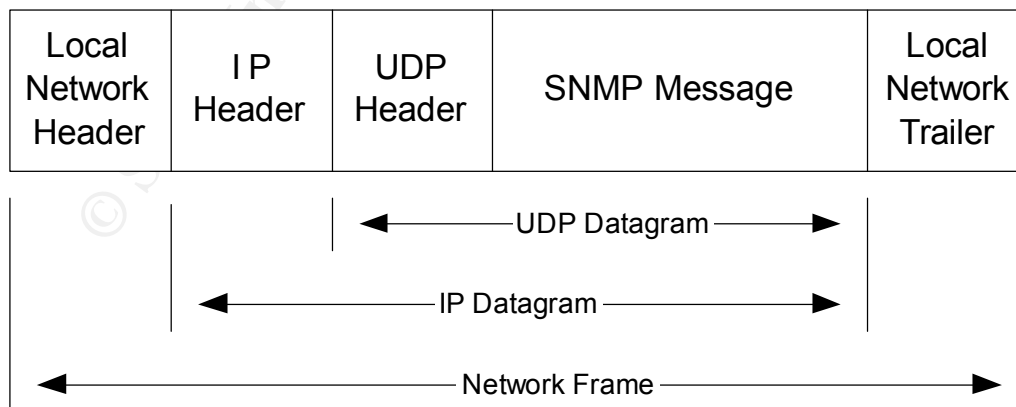 Local
Network
Header
I P
Header
UDP
Header
SNMP Message
Local
Network
Trailer
UDP Datagram
IP Datagram
Network Frame